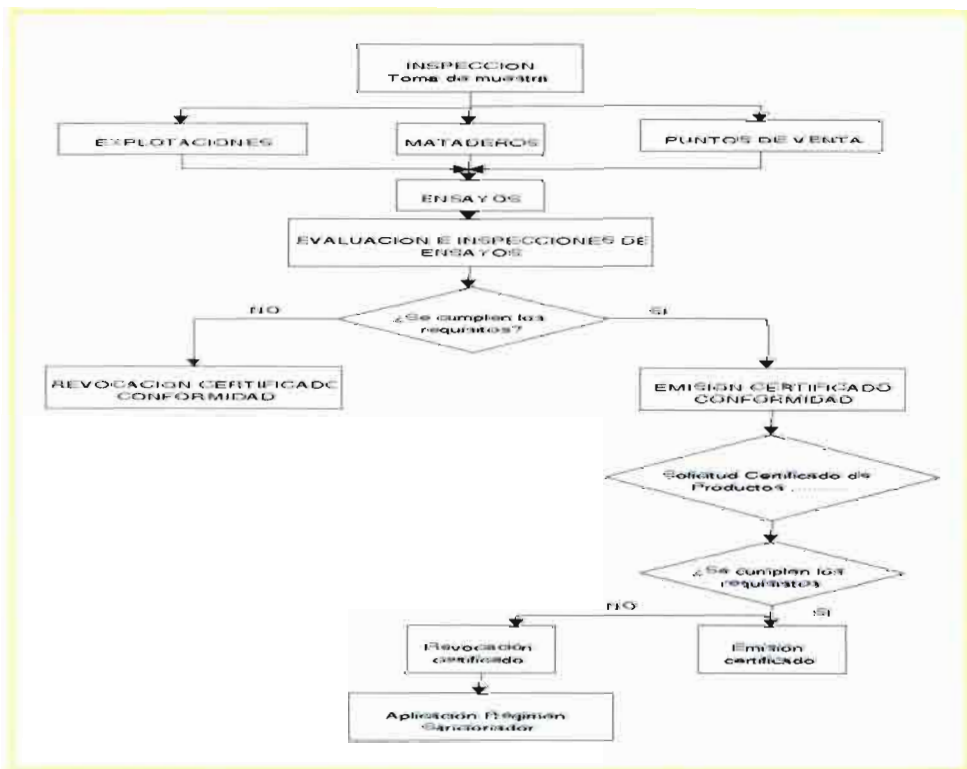 INSPECCION
Toma de muestra
EXPLOTACIONES
MATADEROS
PUNTOS DE VENTA
ENSAYOS
EVALUACION E INSPECCIONES DE
ENSAYOS
NO
¿Se cumplen los
requisitos?
SI
REVOCACION CERTIFICADO
CONFORMIDAD
EMISION CERTIFICADO
CONFORMIDAD
Solicitud Certificado de
Productos ..........
¿Se cumplen los
requisistos
NO
SI
Revocación
certificado
Emisión
certificado
Aplicación Régimen
Sancionador